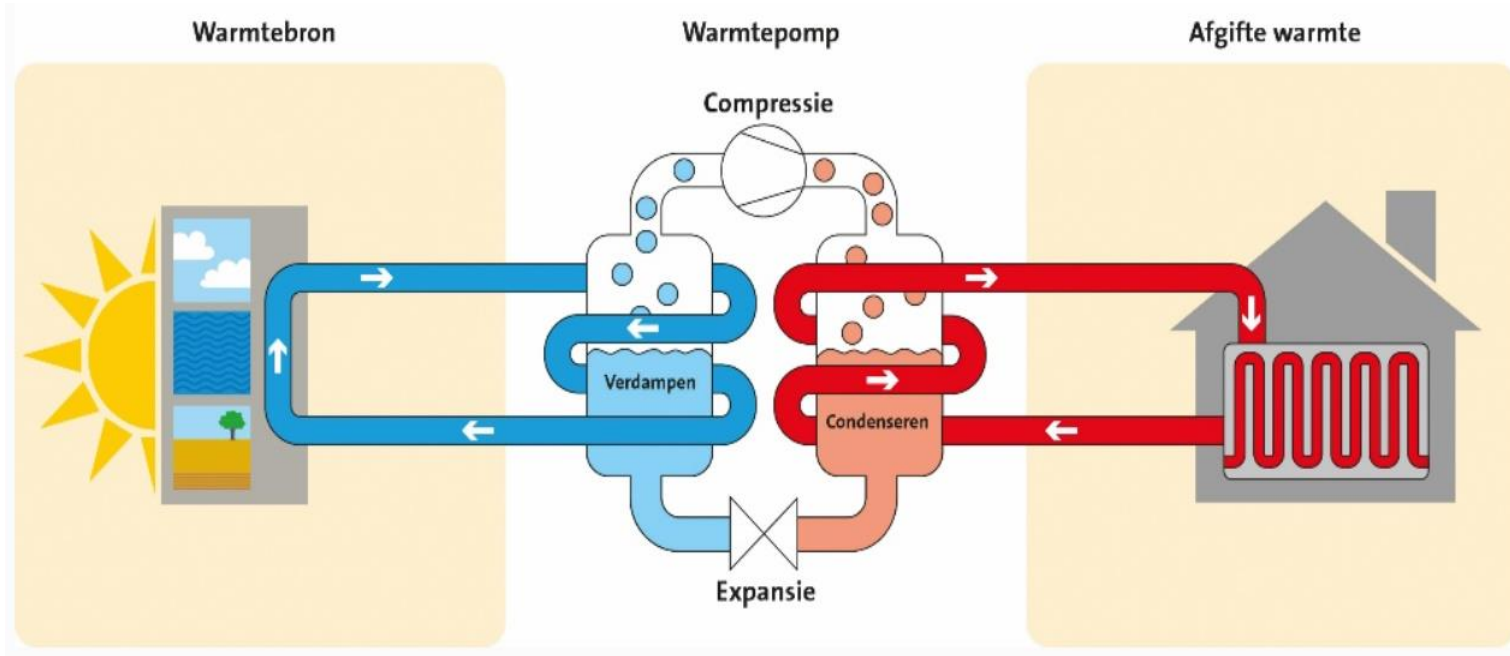 Warmtebron
Warmtepomp
Afgifte warmte
Compressie
Verdampen
Condenseren
Expansie